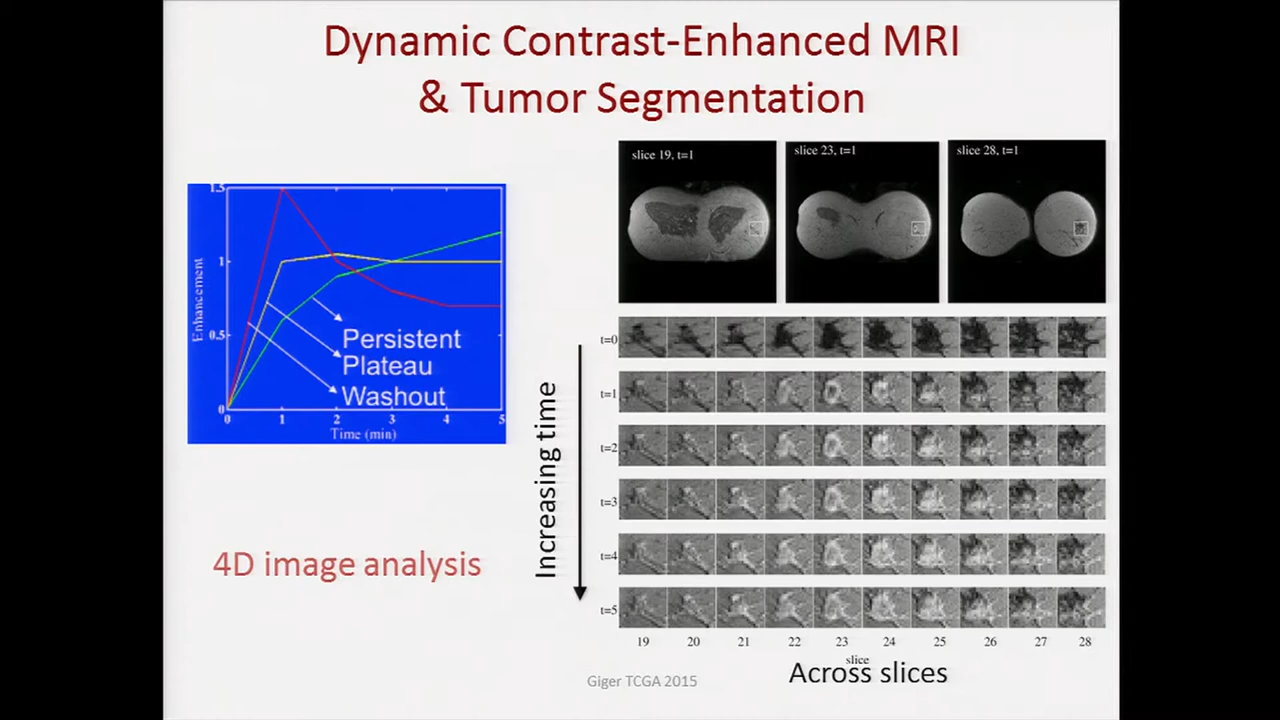 Dynamic Contrast-Enhanced MRI
& Tumor Segmentation
1.5
1
0.5
0
Enhancement
Persistent
Plateau
Washout
0 1 2 3 4 5
Time (min)
4D image analysis
slice 19, t=1
slice 23, t=1
slice 28, t=1
Increasing time
t=0
t=1
t=2
t=3
t=4
t=5
19 20 21 22 23 24 25 26 27 28
slice
Across slices
Giger TCGA 2015